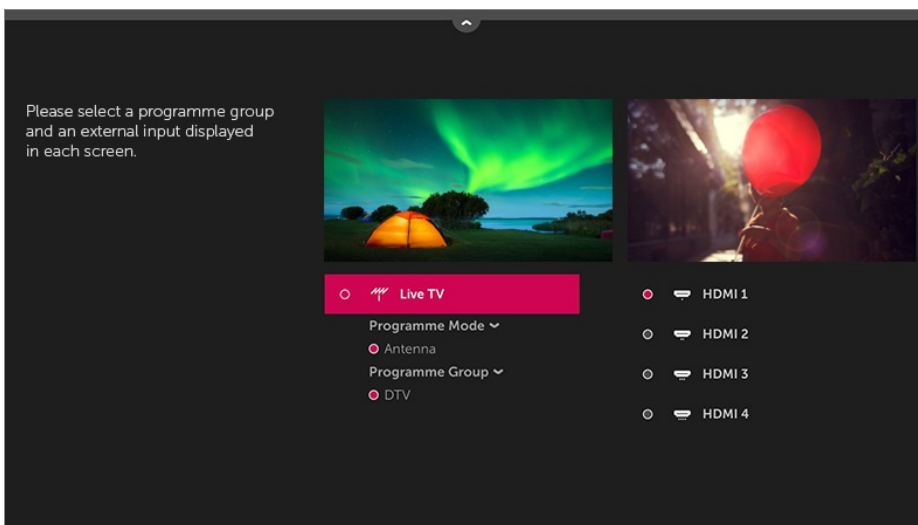 Please select a programme group
and an external input displayed
in each screen.
Live TV
Programme Mode
Antenna
Programme Group
DTV
HDMI 1
HDMI 2
HDMI 3
HDMI 4